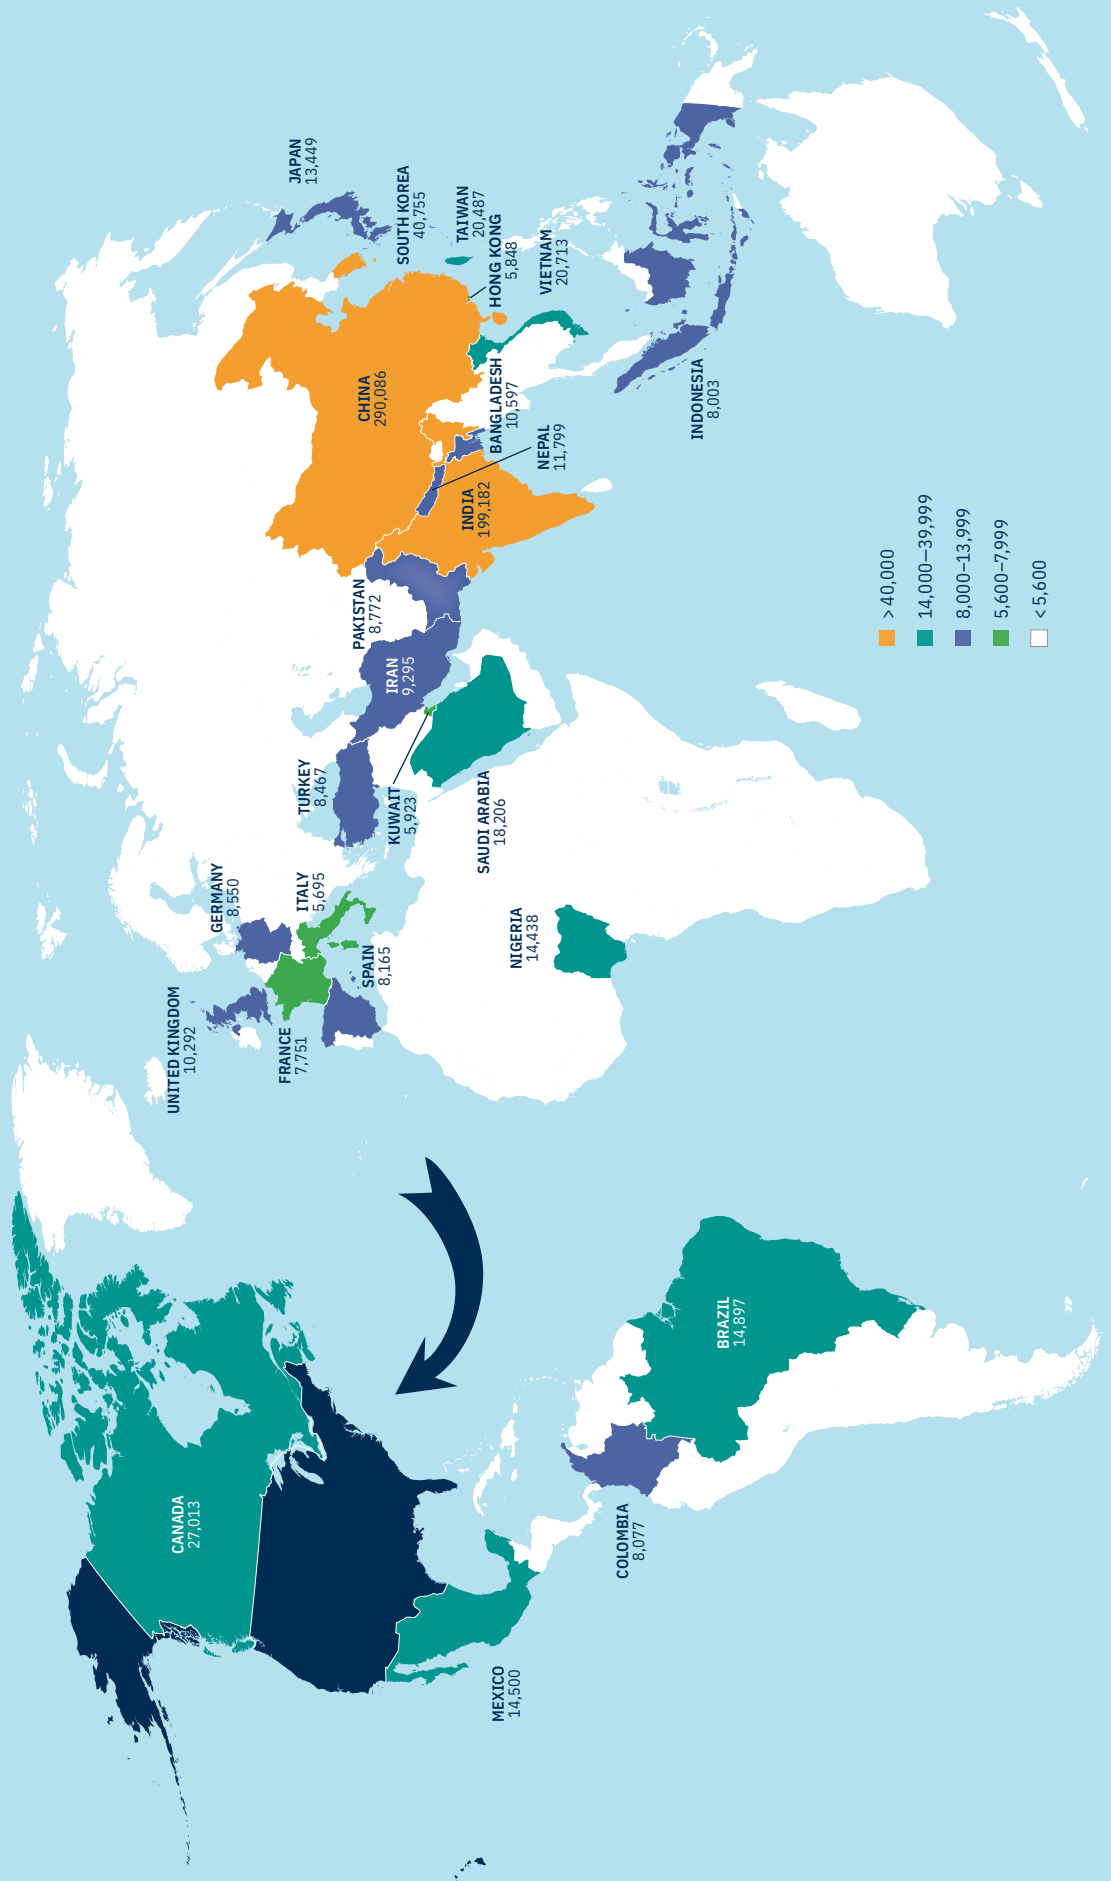 CANADA
27,013
MEXICO
14,500
COLOMBIA
8,077
BRAZIL
14,897
UNITED KINGDOM
10,292
FRANCE
7,751
GERMANY
8,550
ITALY
5,695
SPAIN
8,165
NIGERIA
14,438
TURKEY
8,467
KUWAIT
5,923
SAUDI ARABIA
18,206
IRAN
9,295
PAKISTAN
8,772
INDIA
199,182
NEPAL
11,799
BANGLADESH
10,597
CHINA
290,086
INDONESIA
8,003
VIETNAM
20,713
HONG KONG
5,848
TAIWAN
20,487
SOUTH KOREA
40,755
JAPAN
13,449
> 40,000
14,000—39,999
8,000–13,999
5,600–7,999
< 5,600